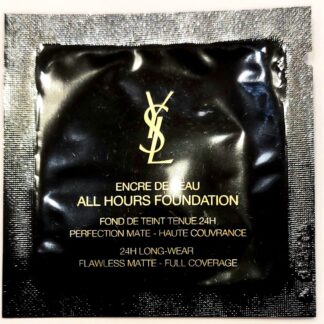 YSL
ENCRE DE PEAU
ALL HOURS FOUNDATION
FOND DE TEINT TENUE 24H
PERFECTION MATE - HAUTE COUVRANCE
24H LONG-WEAR
FLAWLESS MATTE - FULL COVERAGE